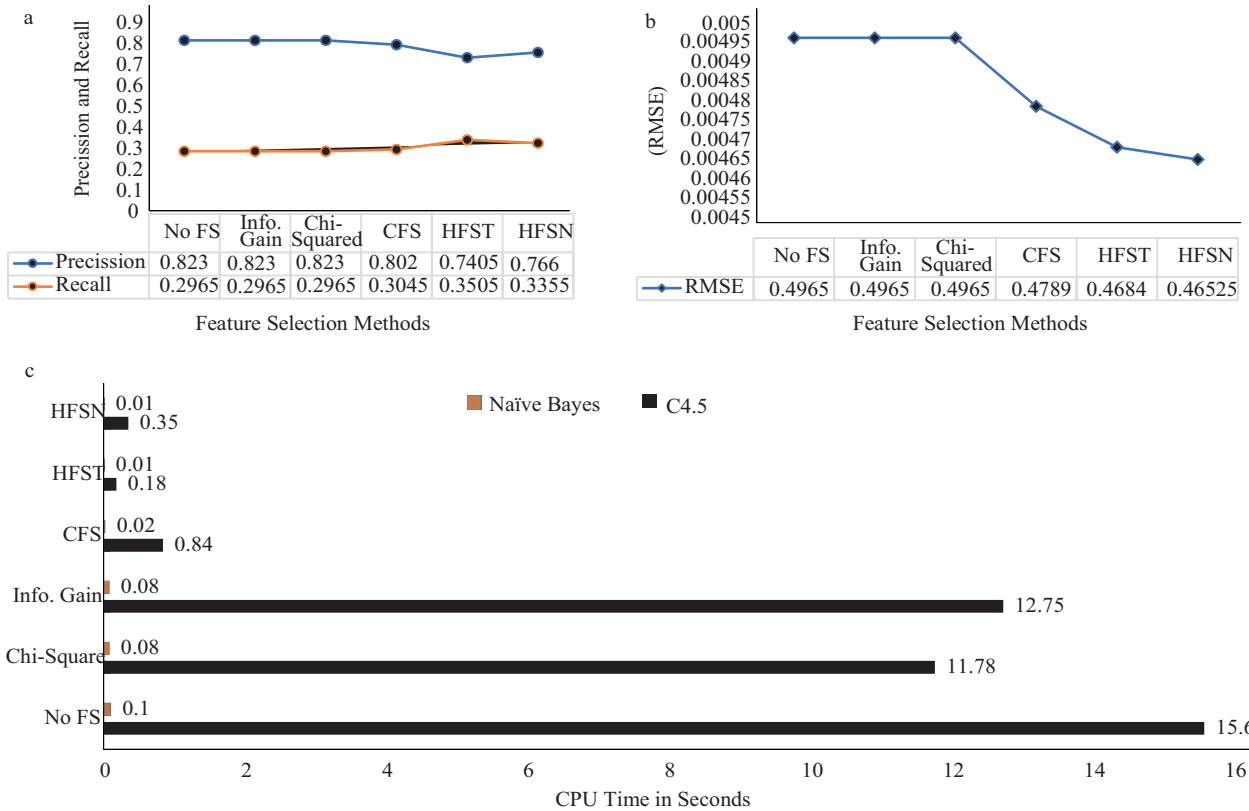 a
Precission and Recall
0.9
0.8
0.7
0.6
0.5
0.4
0.3
0.2
0.1
0
No FS Info. Gain Chi-Squared CFS HFST HFSN
Precission 0.823 0.823 0.823 0.802 0.7405 0.766
Recall 0.2965 0.2965 0.2965 0.3045 0.3505 0.3355
Feature Selection Methods
b
(RMSE)
0.005
0.00495
0.0049
0.00485
0.0048
0.00475
0.0047
0.00465
0.0046
0.00455
0.0045
No FS Info. Gain Chi-Squared CFS HFST HFSN
RMSE 0.4965 0.4965 0.4965 0.4789 0.4684 0.46525
Feature Selection Methods
c
Naïve Bayes C4.5
HFSN 0.01
0.35
HFST 0.01
0.18
CFS 0.02
0.84
Info. Gain 0.08
12.75
Chi-Square 0.08
11.78
No FS 0.1
15.6
0 2 4 6 8 10 12 14 16
CPU Time in Seconds